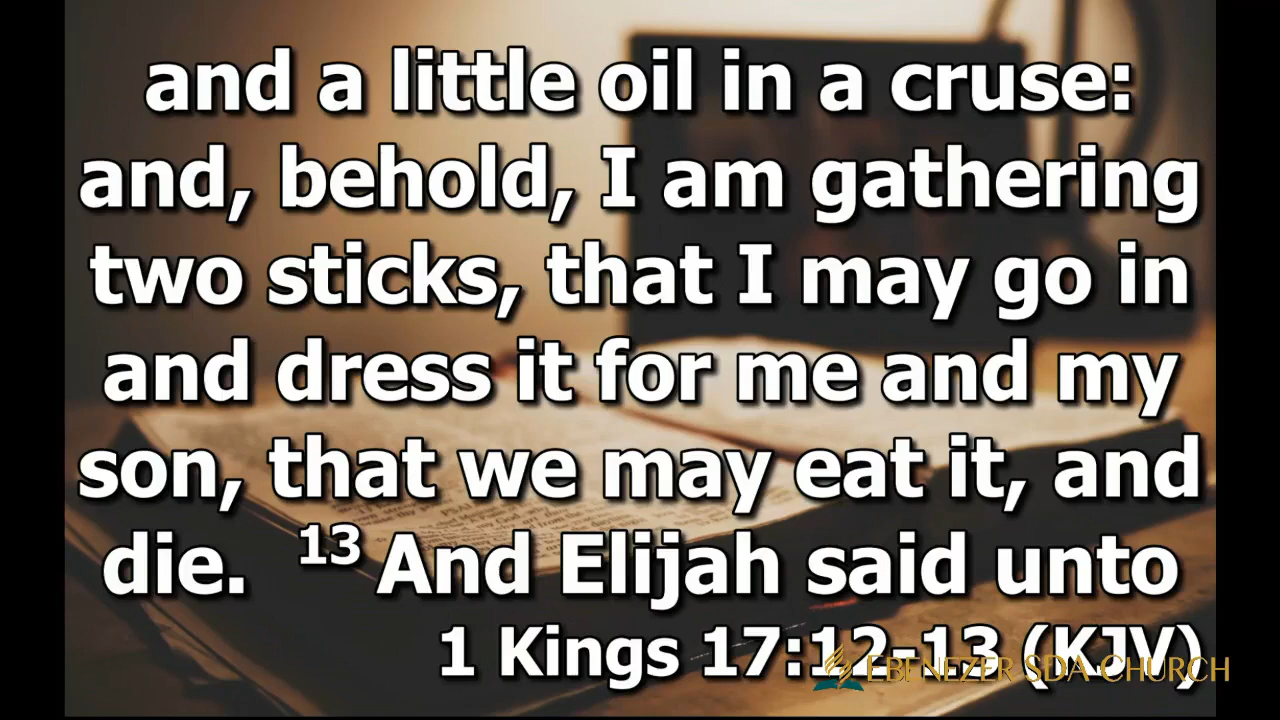 and a little oil in a cruse:
and, behold, I am gathering
two sticks, that I may go in
and dress it for me and my
son, that we may eat it, and
die. 13 And Elijah said unto
1 Kings 17:12-13 (KJV)
EBENEZER SDA CHURCH